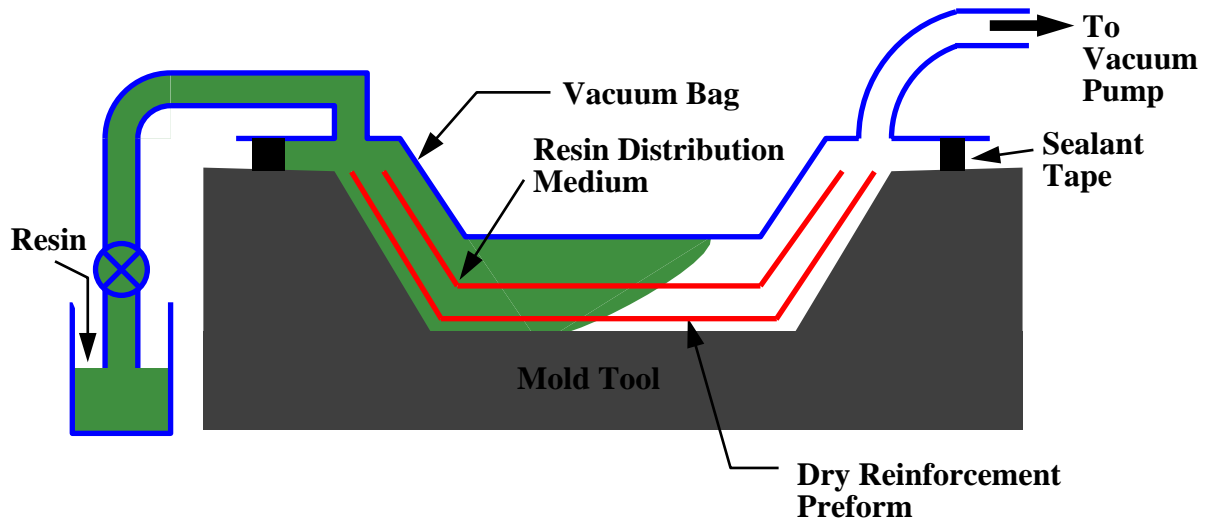 To
Vacuum
Pump
Vacuum Bag
Resin Distribution
Medium
Sealant
Tape
Resin
Mold Tool
Dry Reinforcement
Preform